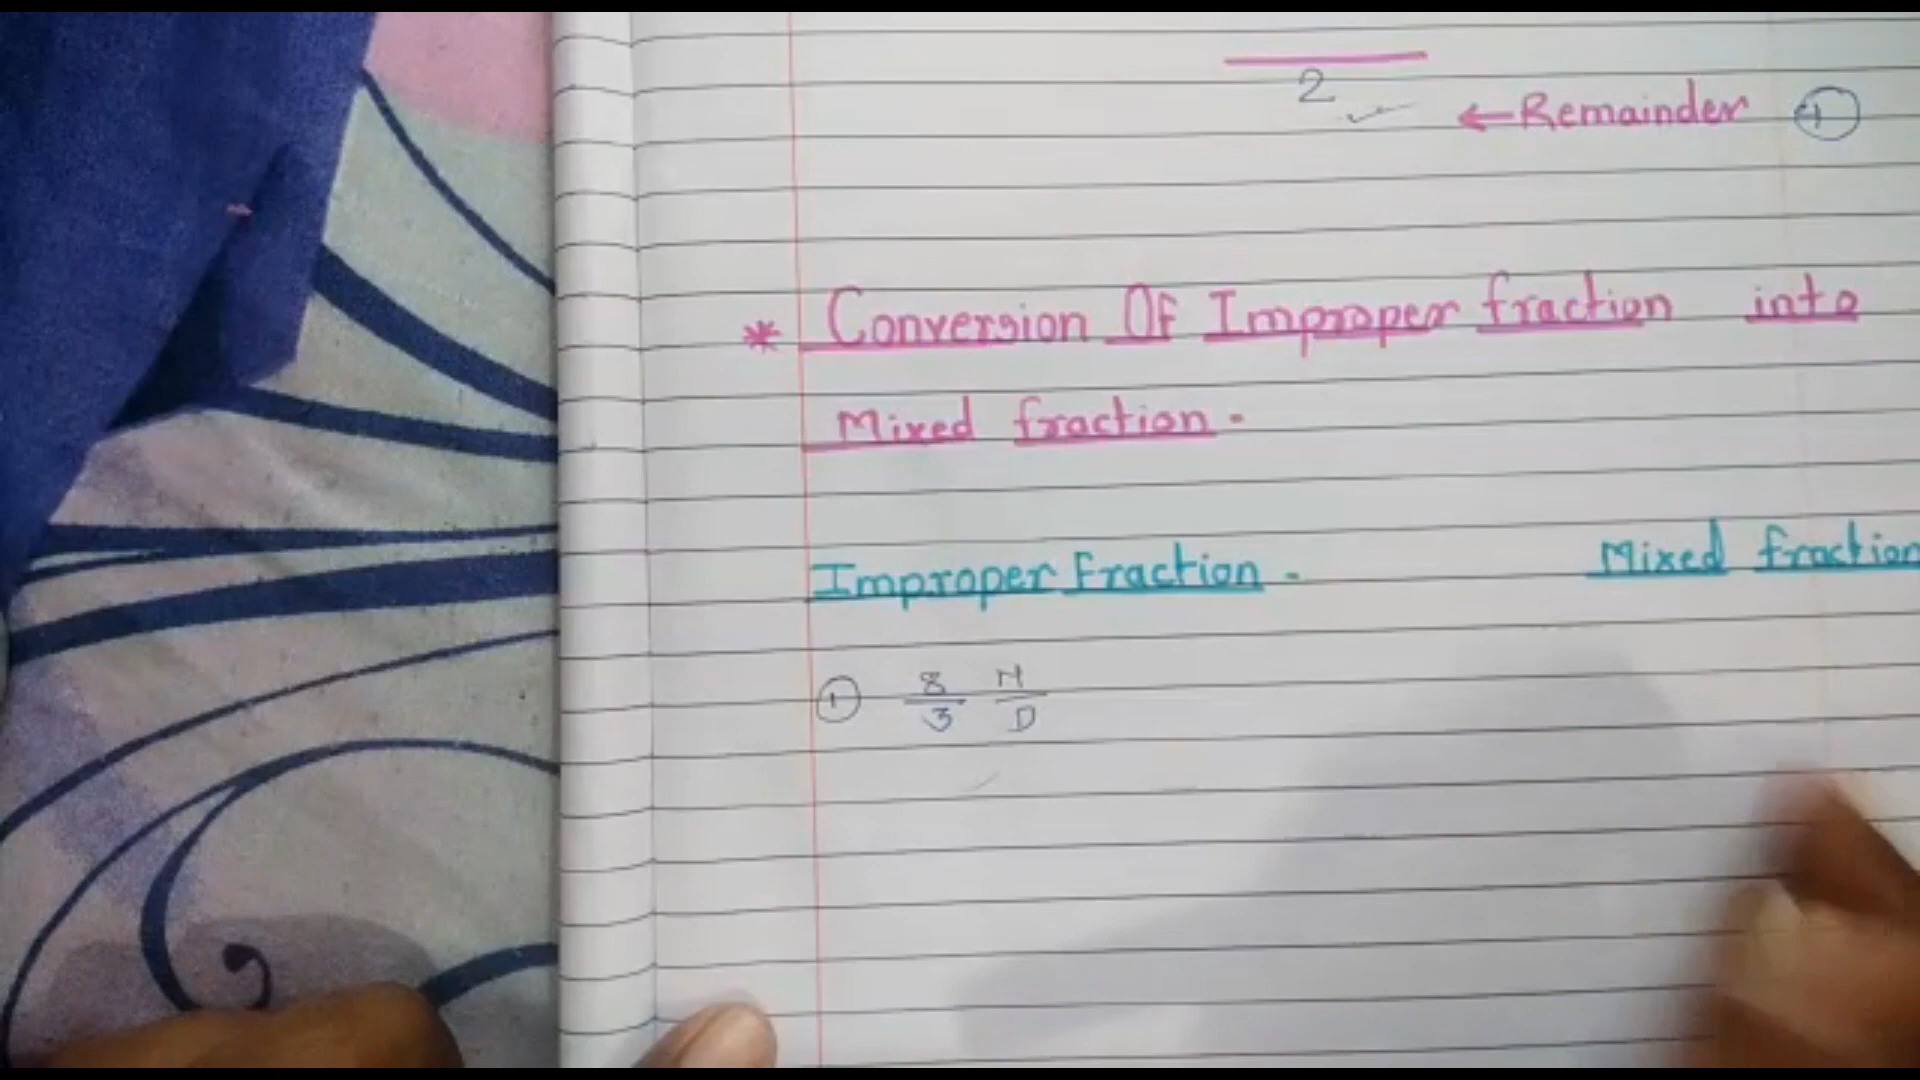 2
←Remainder ④
* Conversion Of Improper fraction into
Mixed fraction.
Improper Fraction. Mixed fraction
① 8/3 N/D